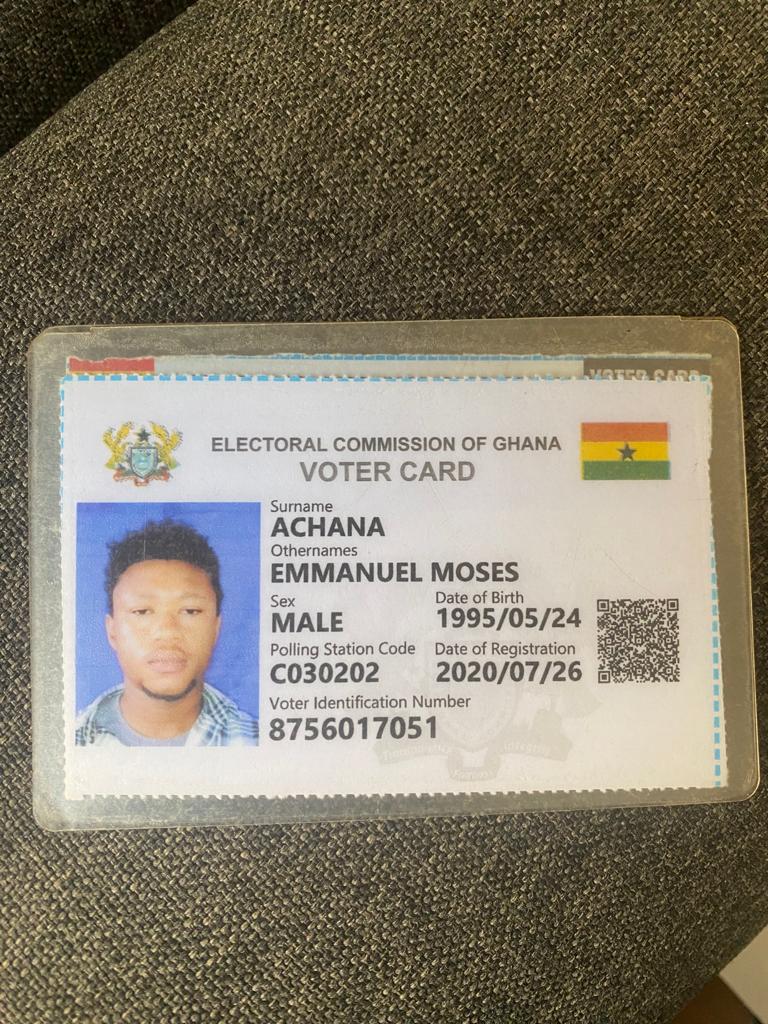 VOTER CARD
ELECTORAL COMMISSION OF GHANA
VOTER CARD
Surname
ACHANA
Othernames
EMMANUEL MOSES
Sex
MALE
Date of Birth
1995/05/24
Polling Station Code
C030202
Date of Registration
2020/07/26
Voter Identification Number
8756017051